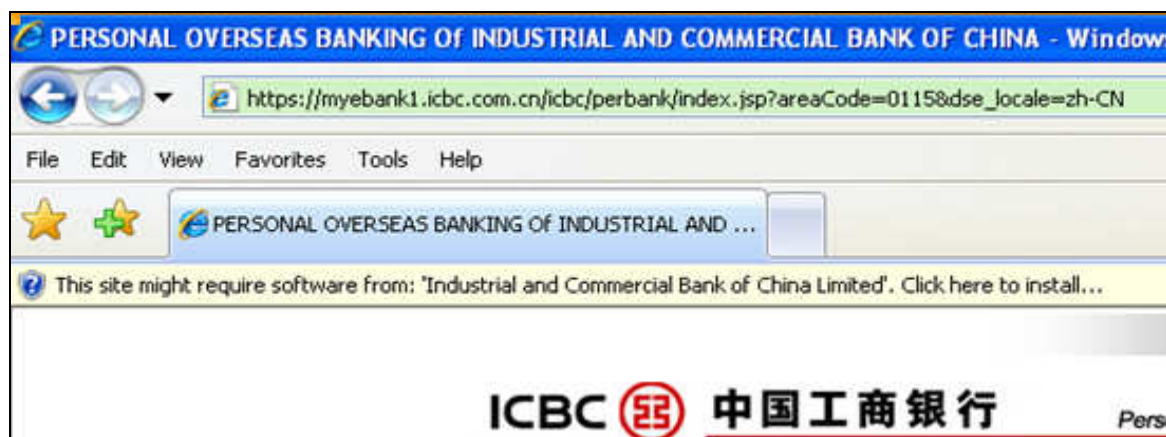 PERSONAL OVERSEAS BANKING Of INDUSTRIAL AND COMMERCIAL BANK OF CHINA - Window
https://myebank1.icbc.com.cn/icbc/perbank/index.jsp?areaCode=0115&dse_locale=zh-CN
File Edit View Favorites Tools Help
PERSONAL OVERSEAS BANKING Of INDUSTRIAL AND ...
This site might require software from: 'Industrial and Commercial Bank of China Limited'. Click here to install...
ICBC 中国工商银行 Pers